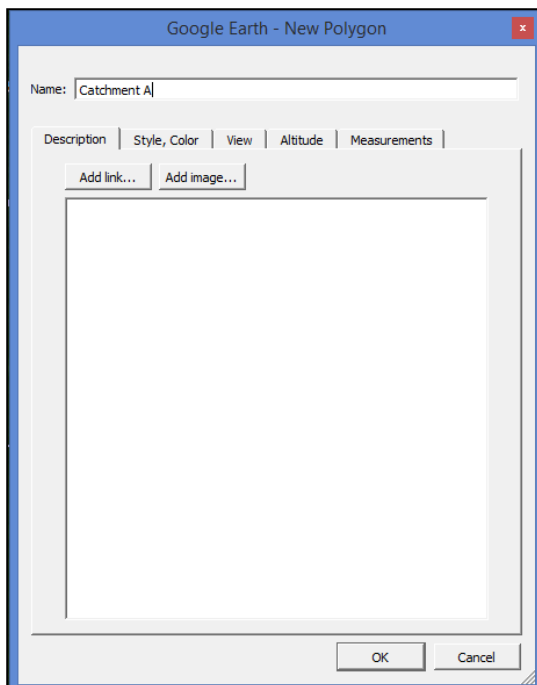 Google Earth - New Polygon
x
Name: Catchment A
Description Style, Color View Altitude Measurements
Add link... Add image...
OK Cancel